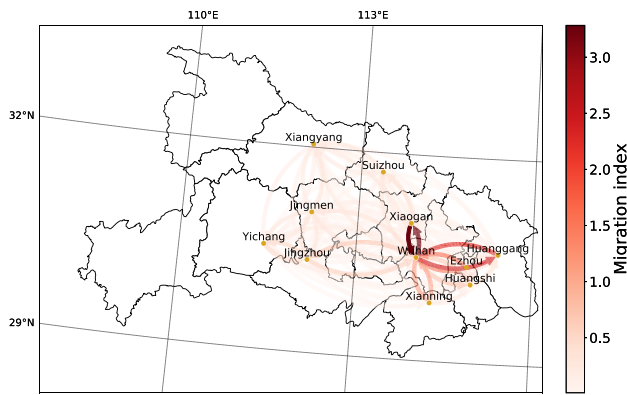 110°E 113°E
32°N
29°N
Xiangyang
Suizhou
Jingmen
Xiaogan
Yichang
Jingzhou
Wuhan
Huanggang
Ezhou
Huangshi
Xianning
3.0
2.5
2.0
1.5
1.0
0.5
Migration index